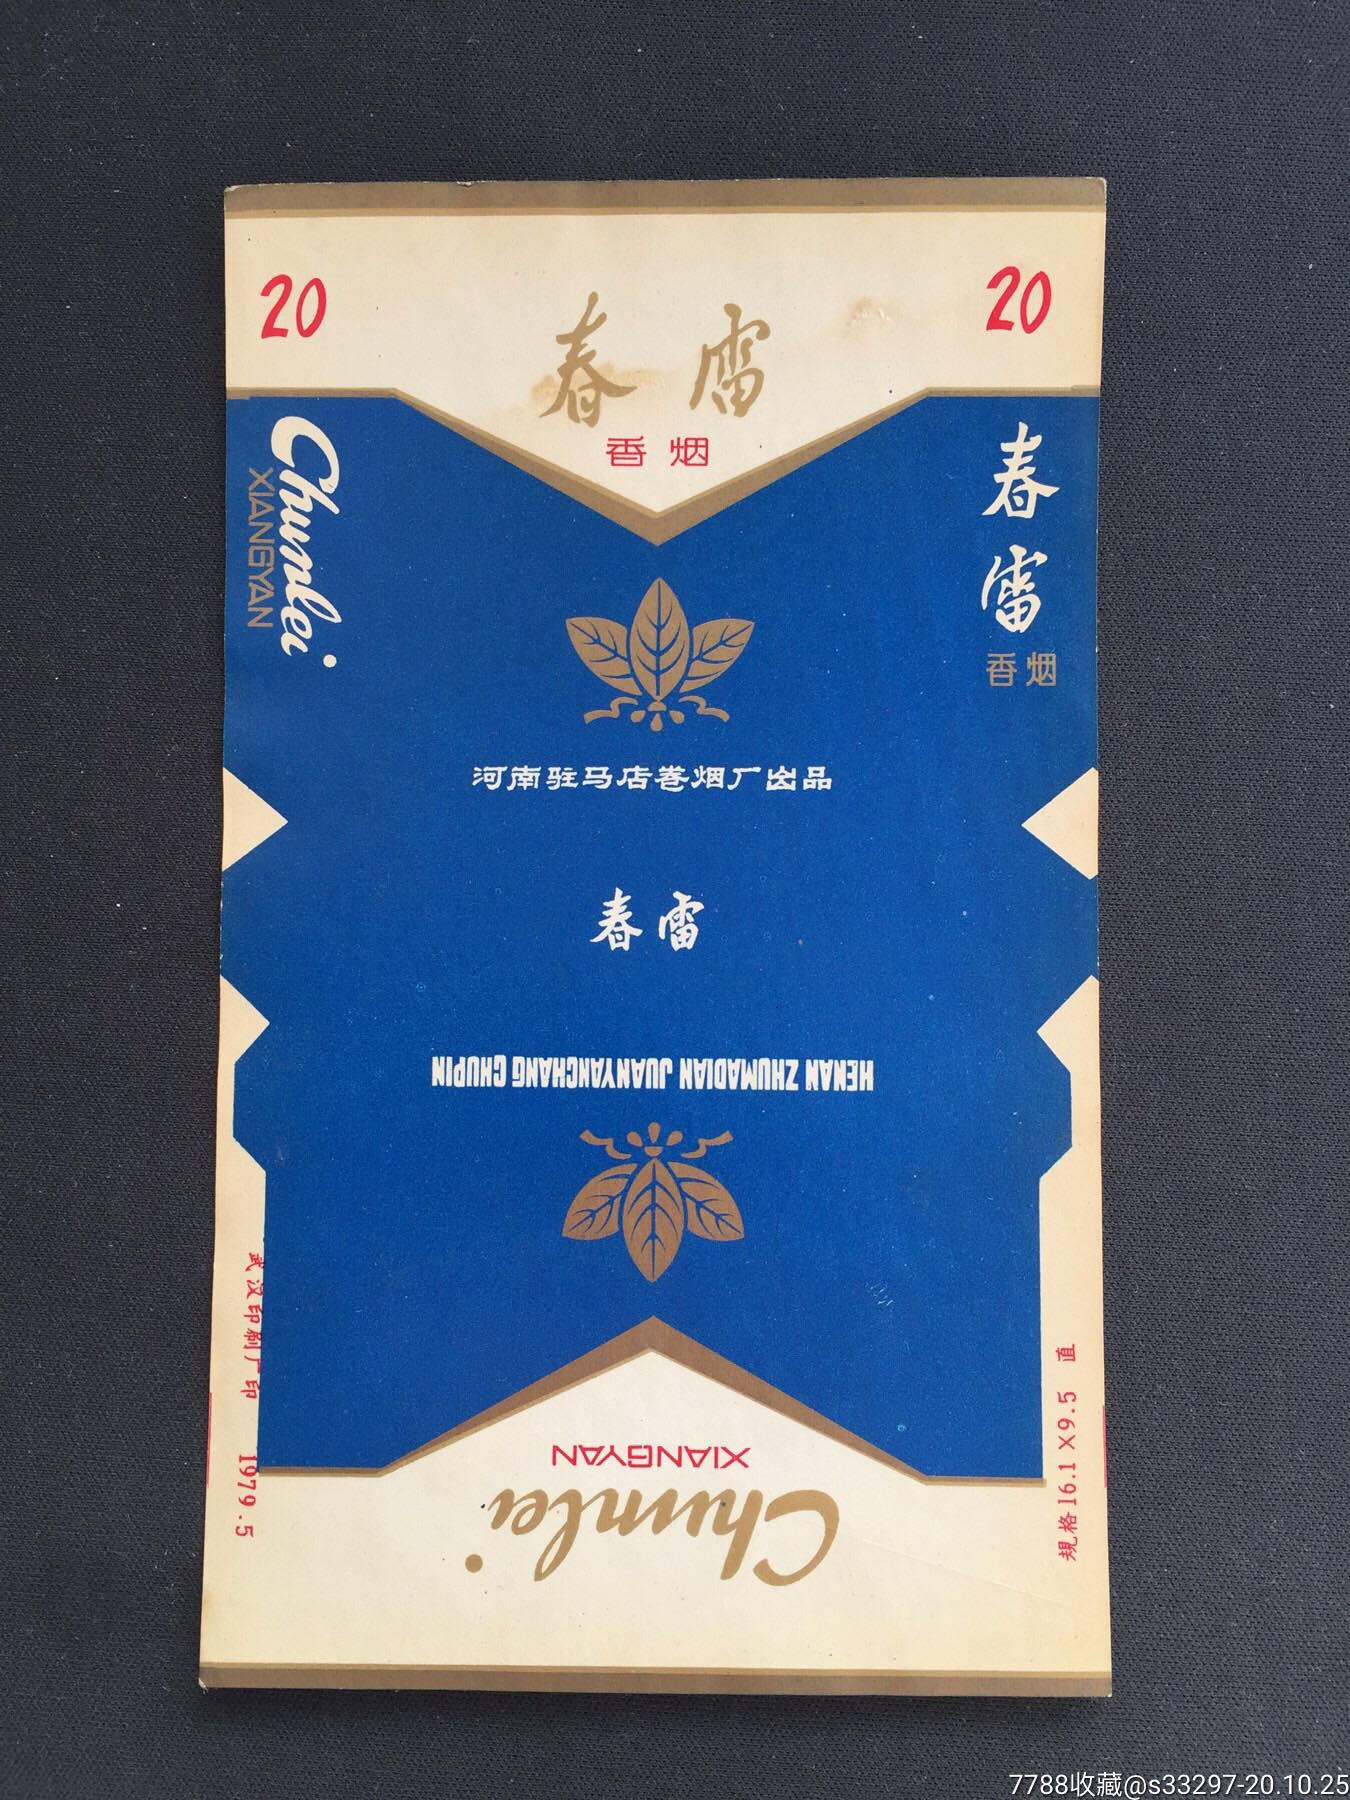 20
20
春雷
香烟
Chunlei
XIANGYAN
春雷
香烟
河南驻马店卷烟厂出品
春雷
HENAN ZHUMADIAN JUANYANCHANG CHUPIN
XIANGYAN
Chunlei
武汉印刷厂印 1979.5
規格16.1×9.5 直
7788收藏@s33297-20.10.25